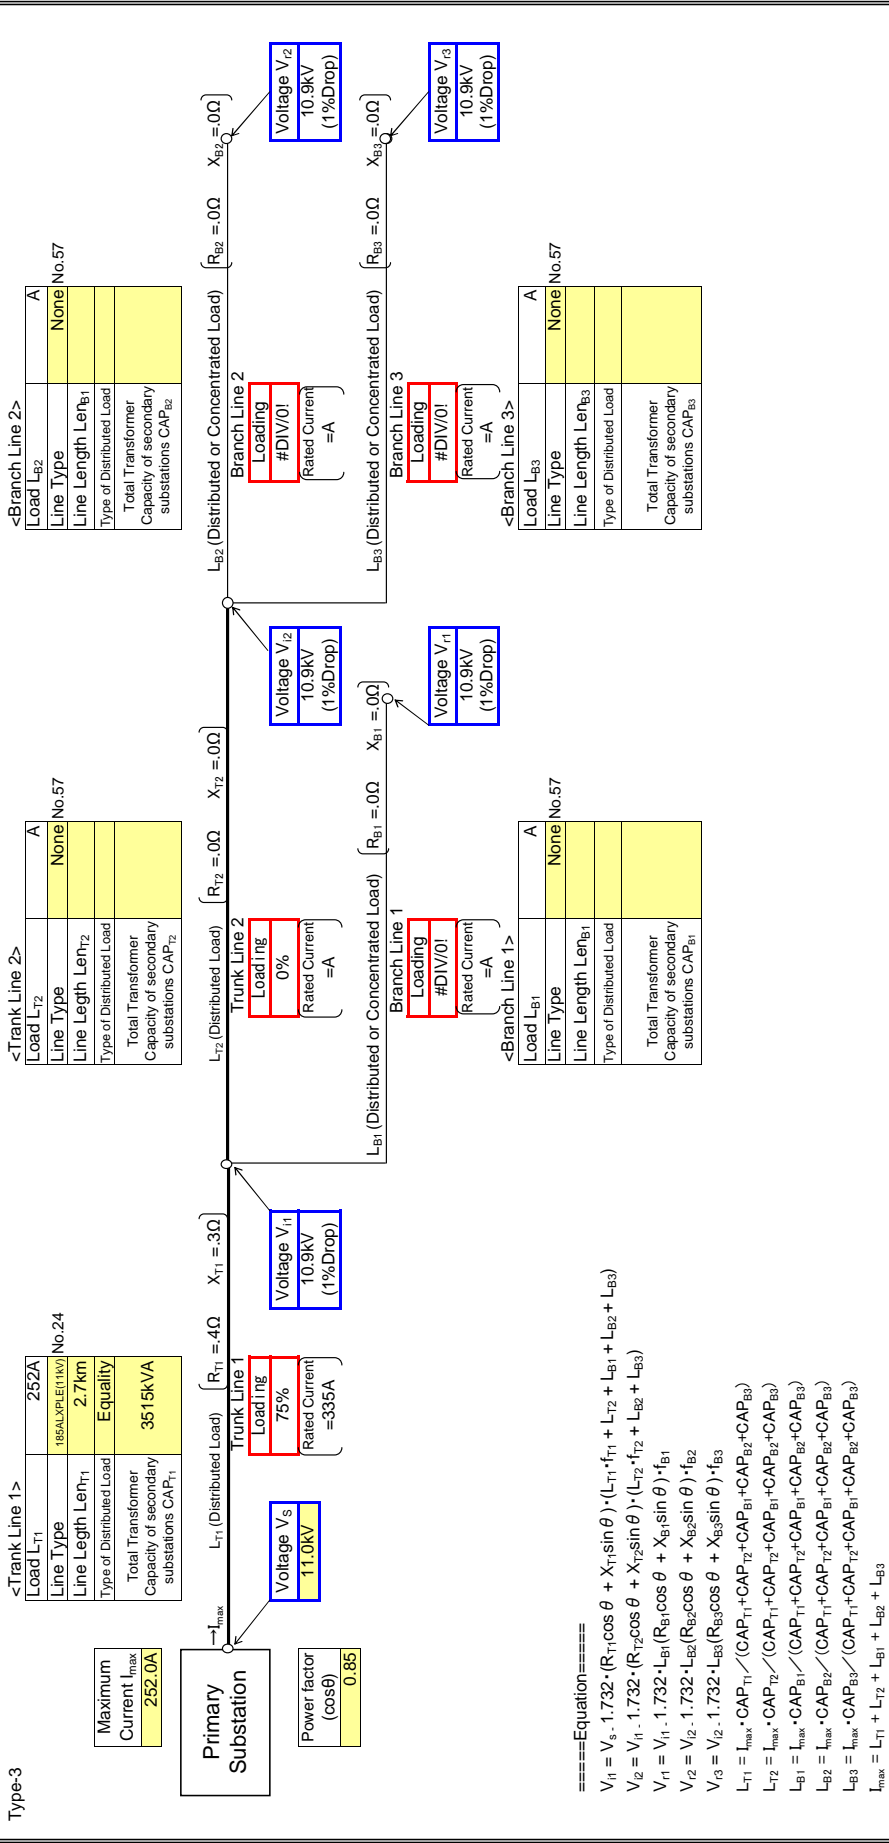 Type-3
<Trank Line 1>
Load L_T1 252A
Line Type 185ALXPLE(11kV) No.24
Line Legth Len_T1 2.7km
Type of Distributed Load Equality
Total Transformer
Capacity of secondary
substations CAP_T1
3515kVA
<Trank Line 2>
Load L_T2 A
Line Type None No.57
Line Legth Len_T2
Type of Distributed Load
Total Transformer
Capacity of secondary
substations CAP_T2
<Branch Line 2>
Load L_B2 A
Line Type None No.57
Line Length Len_B1
Type of Distributed Load
Total Transformer
Capacity of secondary
substations CAP_B2
Maximum
Current I_max
252.0A
Primary
Substation
→I_max
Power factor
(cosθ)
0.85
Voltage V_S
11.0kV
L_T1 (Distributed Load) R_T1 =.4Ω X_T1 =.3Ω
Trunk Line 1
Loading
75%
Rated Current
=335A
Voltage V_i1
10.9kV
(1%Drop)
L_T2 (Distributed Load) R_T2 =.0Ω X_T2 =.0Ω
Trunk Line 2
Loading
0%
Rated Current
=A
Voltage V_i2
10.9kV
(1%Drop)
L_B2 (Distributed or Concentrated Load) R_B2 =.0Ω X_B2 =.0Ω
Branch Line 2
Loading
#DIV/0!
Rated Current
=A
Voltage V_r2
10.9kV
(1%Drop)
L_B1 (Distributed or Concentrated Load) R_B1 =.0Ω X_B1 =.0Ω
Branch Line 1
Loading
#DIV/0!
Rated Current
=A
Voltage V_r1
10.9kV
(1%Drop)
L_B3 (Distributed or Concentrated Load) R_B3 =.0Ω X_B3 =.0Ω
Branch Line 3
Loading
#DIV/0!
Rated Current
=A
Voltage V_r3
10.9kV
(1%Drop)
<Branch Line 1>
Load L_B1 A
Line Type None No.57
Line Length Len_B1
Type of Distributed Load
Total Transformer
Capacity of secondary
substations CAP_B1
<Branch Line 3>
Load L_B3 A
Line Type None No.57
Line Length Len_B3
Type of Distributed Load
Total Transformer
Capacity of secondary
substations CAP_B3
=====Equation=====
V_i1 = V_s - 1.732・(R_T1cosθ + X_T1sinθ)・(L_T1・f_T1 + L_T2 + L_B1 + L_B2 + L_B3)
V_i2 = V_i1 - 1.732・(R_T2cosθ + X_T2sinθ)・(L_T2・f_T2 + L_B2 + L_B3)
V_r1 = V_i1 - 1.732・L_B1(R_B1cosθ + X_B1sinθ)・f_B1
V_r2 = V_i2 - 1.732・L_B2(R_B2cosθ + X_B2sinθ)・f_B2
V_r3 = V_i2 - 1.732・L_B3(R_B3cosθ + X_B3sinθ)・f_B3
L_T1 = I_max・CAP_T1／(CAP_T1+CAP_T2+CAP_B1+CAP_B2+CAP_B3)
L_T2 = I_max・CAP_T2／(CAP_T1+CAP_T2+CAP_B1+CAP_B2+CAP_B3)
L_B1 = I_max・CAP_B1／(CAP_T1+CAP_T2+CAP_B1+CAP_B2+CAP_B3)
L_B2 = I_max・CAP_B2／(CAP_T1+CAP_T2+CAP_B1+CAP_B2+CAP_B3)
L_B3 = I_max・CAP_B3／(CAP_T1+CAP_T2+CAP_B1+CAP_B2+CAP_B3)
I_max = L_T1 + L_T2 + L_B1 + L_B2 + L_B3